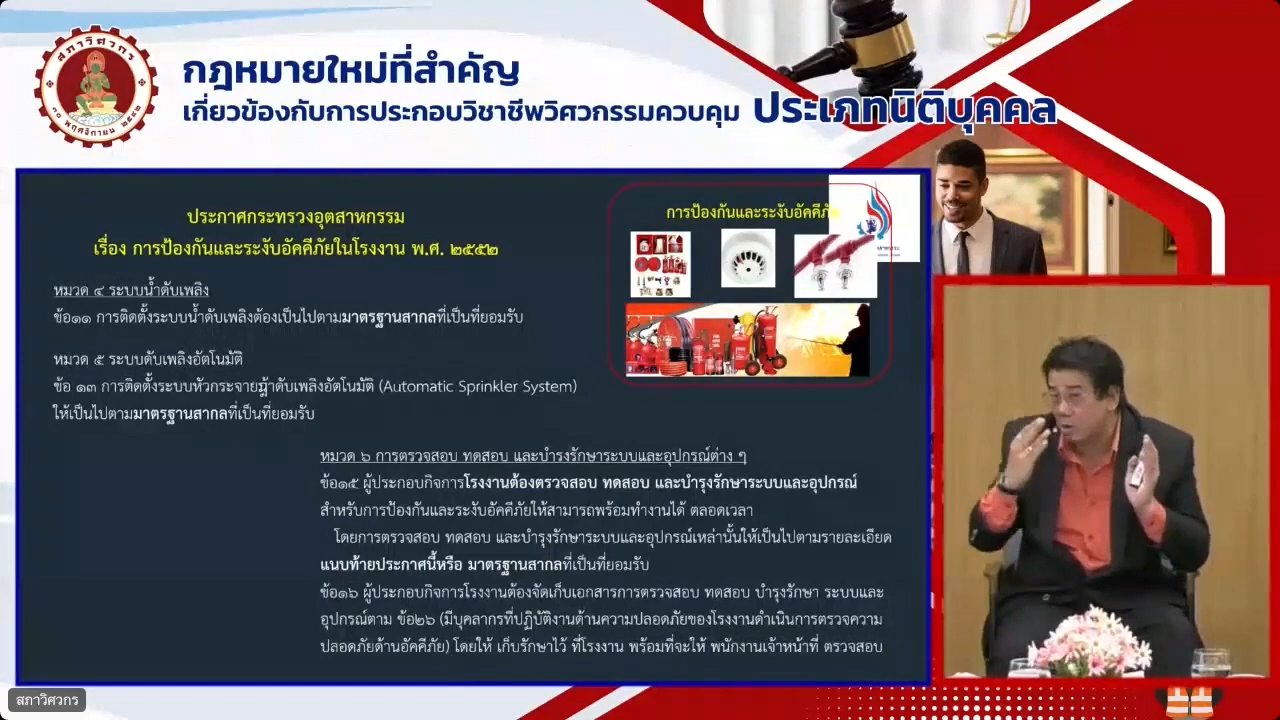 สภาวิศวกร
๓๐ พฤศจิกายน ๒๕๔๒
กฎหมายใหม่ที่สำคัญ
เกี่ยวข้องกับการประกอบวิชาชีพวิศวกรรมควบคุม ประเภทนิติบุคคล
ประกาศกระทรวงอุตสาหกรรม
เรื่อง การป้องกันและระงับอัคคีภัยในโรงงาน พ.ศ. ๒๕๕๒
การป้องกันและระงับอัคคีภัย
หมวด ๔ ระบบน้ำดับเพลิง
ข้อ๑๑ การติดตั้งระบบน้ำดับเพลิงต้องเป็นไปตามมาตรฐานสากลที่เป็นที่ยอมรับ
หมวด ๕ ระบบดับเพลิงอัตโนมัติ
ข้อ ๑๓ การติดตั้งระบบหัวกระจายน้ำดับเพลิงอัตโนมัติ (Automatic Sprinkler System)
ให้เป็นไปตามมาตรฐานสากลที่เป็นที่ยอมรับ
หมวด ๖ การตรวจสอบ ทดสอบ และบำรงรักษาระบบและอุปกรณ์ต่าง ๆ
ข้อ๑๕ ผู้ประกอบกิจการโรงงานต้องตรวจสอบ ทดสอบ และบำรุงรักษาระบบและอุปกรณ์
สำหรับการป้องกันและระงับอัคคีภัยให้สามารถพร้อมทำงานได้ ตลอดเวลา
โดยการตรวจสอบ ทดสอบ และบำรุงรักษาระบบและอุปกรณ์เหล่านั้นให้เป็นไปตามรายละเอียด
แนบท้ายประกาศนี้หรือ มาตรฐานสากลที่เป็นที่ยอมรับ
ข้อ๑๖ ผู้ประกอบกิจการโรงงานต้องจัดเก็บเอกสารการตรวจสอบ ทดสอบ บำรุงรักษา ระบบและ
อุปกรณ์ตาม ข้อ๒๖ (มีบุคลากรที่ปฏิบัติงานด้านความปลอดภัยของโรงงานดำเนินการตรวจความ
ปลอดภัยด้านอัคคีภัย) โดยให้ เก็บรักษาไว้ ที่โรงงาน พร้อมที่จะให้ พนักงานเจ้าหน้าที่ ตรวจสอบ
สภาวิศวกร